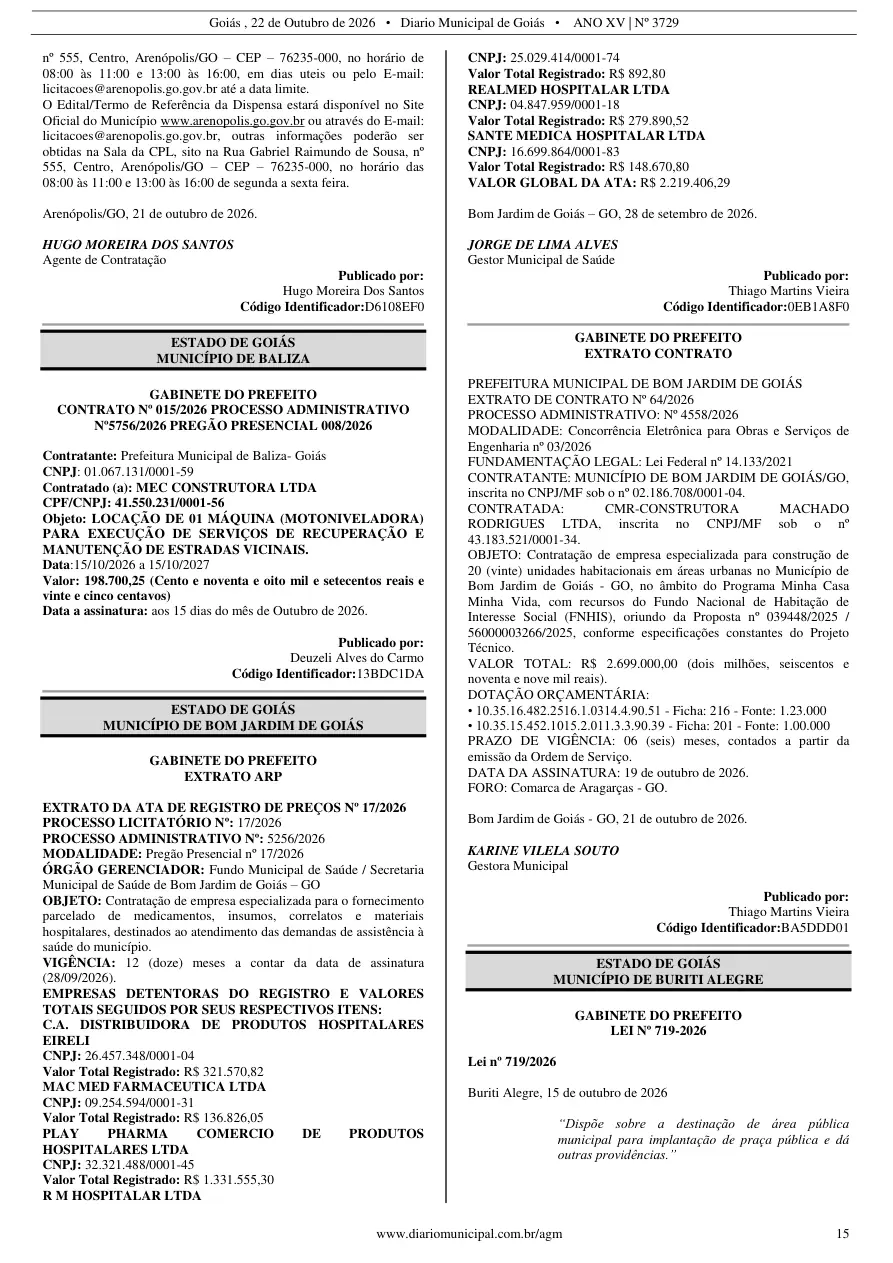 Goiás , 22 de Outubro de 2026 • Diario Municipal de Goiás • ANO XV | Nº 3729
nº 555, Centro, Arenópolis/GO – CEP – 76235-000, no horário de
08:00 às 11:00 e 13:00 às 16:00, em dias uteis ou pelo E-mail:
licitacoes@arenopolis.go.gov.br até a data limite.
O Edital/Termo de Referência da Dispensa estará disponível no Site
Oficial do Município www.arenopolis.go.gov.br ou através do E-mail:
licitacoes@arenopolis.go.gov.br, outras informações poderão ser
obtidas na Sala da CPL, sito na Rua Gabriel Raimundo de Sousa, nº
555, Centro, Arenópolis/GO – CEP – 76235-000, no horário das
08:00 às 11:00 e 13:00 às 16:00 de segunda a sexta feira.
Arenópolis/GO, 21 de outubro de 2026.
HUGO MOREIRA DOS SANTOS
Agente de Contratação
Publicado por:
Hugo Moreira Dos Santos
Código Identificador:D6108EF0
ESTADO DE GOIÁS
MUNICÍPIO DE BALIZA
GABINETE DO PREFEITO
CONTRATO Nº 015/2026 PROCESSO ADMINISTRATIVO
Nº5756/2026 PREGÃO PRESENCIAL 008/2026
Contratante: Prefeitura Municipal de Baliza- Goiás
CNPJ: 01.067.131/0001-59
Contratado (a): MEC CONSTRUTORA LTDA
CPF/CNPJ: 41.550.231/0001-56
Objeto: LOCAÇÃO DE 01 MÁQUINA (MOTONIVELADORA)
PARA EXECUÇÃO DE SERVIÇOS DE RECUPERAÇÃO E
MANUTENÇÃO DE ESTRADAS VICINAIS.
Data:15/10/2026 a 15/10/2027
Valor: 198.700,25 (Cento e noventa e oito mil e setecentos reais e
vinte e cinco centavos)
Data a assinatura: aos 15 dias do mês de Outubro de 2026.
Publicado por:
Deuzeli Alves do Carmo
Código Identificador:13BDC1DA
ESTADO DE GOIÁS
MUNICÍPIO DE BOM JARDIM DE GOIÁS
GABINETE DO PREFEITO
EXTRATO ARP
EXTRATO DA ATA DE REGISTRO DE PREÇOS Nº 17/2026
PROCESSO LICITATÓRIO Nº: 17/2026
PROCESSO ADMINISTRATIVO Nº: 5256/2026
MODALIDADE: Pregão Presencial nº 17/2026
ÓRGÃO GERENCIADOR: Fundo Municipal de Saúde / Secretaria
Municipal de Saúde de Bom Jardim de Goiás – GO
OBJETO: Contratação de empresa especializada para o fornecimento
parcelado de medicamentos, insumos, correlatos e materiais
hospitalares, destinados ao atendimento das demandas de assistência à
saúde do município.
VIGÊNCIA: 12 (doze) meses a contar da data de assinatura
(28/09/2026).
EMPRESAS DETENTORAS DO REGISTRO E VALORES
TOTAIS SEGUIDOS POR SEUS RESPECTIVOS ITENS:
C.A. DISTRIBUIDORA DE PRODUTOS HOSPITALARES
EIRELI
CNPJ: 26.457.348/0001-04
Valor Total Registrado: R$ 321.570,82
MAC MED FARMACEUTICA LTDA
CNPJ: 09.254.594/0001-31
Valor Total Registrado: R$ 136.826,05
PLAY PHARMA COMERCIO DE PRODUTOS
HOSPITALARES LTDA
CNPJ: 32.321.488/0001-45
Valor Total Registrado: R$ 1.331.555,30
R M HOSPITALAR LTDA
CNPJ: 25.029.414/0001-74
Valor Total Registrado: R$ 892,80
REALMED HOSPITALAR LTDA
CNPJ: 04.847.959/0001-18
Valor Total Registrado: R$ 279.890,52
SANTE MEDICA HOSPITALAR LTDA
CNPJ: 16.699.864/0001-83
Valor Total Registrado: R$ 148.670,80
VALOR GLOBAL DA ATA: R$ 2.219.406,29
Bom Jardim de Goiás – GO, 28 de setembro de 2026.
JORGE DE LIMA ALVES
Gestor Municipal de Saúde
Publicado por:
Thiago Martins Vieira
Código Identificador:0EB1A8F0
GABINETE DO PREFEITO
EXTRATO CONTRATO
PREFEITURA MUNICIPAL DE BOM JARDIM DE GOIÁS
EXTRATO DE CONTRATO Nº 64/2026
PROCESSO ADMINISTRATIVO: Nº 4558/2026
MODALIDADE: Concorrência Eletrônica para Obras e Serviços de
Engenharia nº 03/2026
FUNDAMENTAÇÃO LEGAL: Lei Federal nº 14.133/2021
CONTRATANTE: MUNICÍPIO DE BOM JARDIM DE GOIÁS/GO,
inscrita no CNPJ/MF sob o nº 02.186.708/0001-04.
CONTRATADA: CMR-CONSTRUTORA MACHADO
RODRIGUES LTDA, inscrita no CNPJ/MF sob o nº
43.183.521/0001-34.
OBJETO: Contratação de empresa especializada para construção de
20 (vinte) unidades habitacionais em áreas urbanas no Município de
Bom Jardim de Goiás - GO, no âmbito do Programa Minha Casa
Minha Vida, com recursos do Fundo Nacional de Habitação de
Interesse Social (FNHIS), oriundo da Proposta nº 039448/2025 /
56000003266/2025, conforme especificações constantes do Projeto
Técnico.
VALOR TOTAL: R$ 2.699.000,00 (dois milhões, seiscentos e
noventa e nove mil reais).
DOTAÇÃO ORÇAMENTÁRIA:
• 10.35.16.482.2516.1.0314.4.90.51 - Ficha: 216 - Fonte: 1.23.000
• 10.35.15.452.1015.2.011.3.3.90.39 - Ficha: 201 - Fonte: 1.00.000
PRAZO DE VIGÊNCIA: 06 (seis) meses, contados a partir da
emissão da Ordem de Serviço.
DATA DA ASSINATURA: 19 de outubro de 2026.
FORO: Comarca de Aragarças - GO.
Bom Jardim de Goiás - GO, 21 de outubro de 2026.
KARINE VILELA SOUTO
Gestora Municipal
Publicado por:
Thiago Martins Vieira
Código Identificador:BA5DDD01
ESTADO DE GOIÁS
MUNICÍPIO DE BURITI ALEGRE
GABINETE DO PREFEITO
LEI Nº 719-2026
Lei nº 719/2026
Buriti Alegre, 15 de outubro de 2026
“Dispõe sobre a destinação de área pública
municipal para implantação de praça pública e dá
outras providências.”
www.diariomunicipal.com.br/agm 15